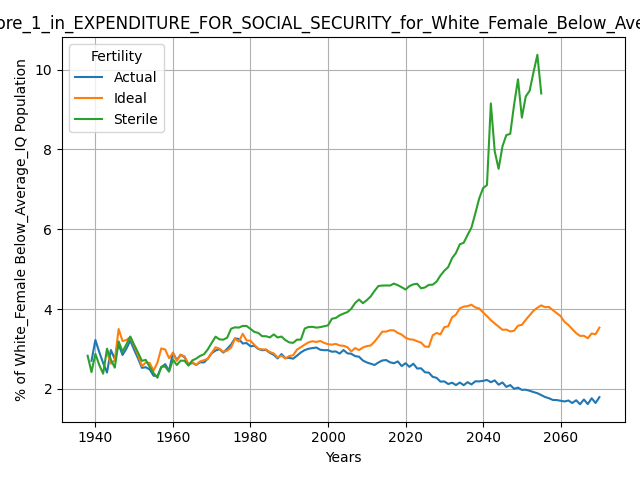 ore_1_in_EXPENDITURE_FOR_SOCIAL_SECURITY_for_White_Female_Below_Ave
Fertility
Actual
Ideal
Sterile
% of White_Female Below_Average_IQ Population
10
8
6
4
2
1940 1960 1980 2000 2020 2040 2060
Years